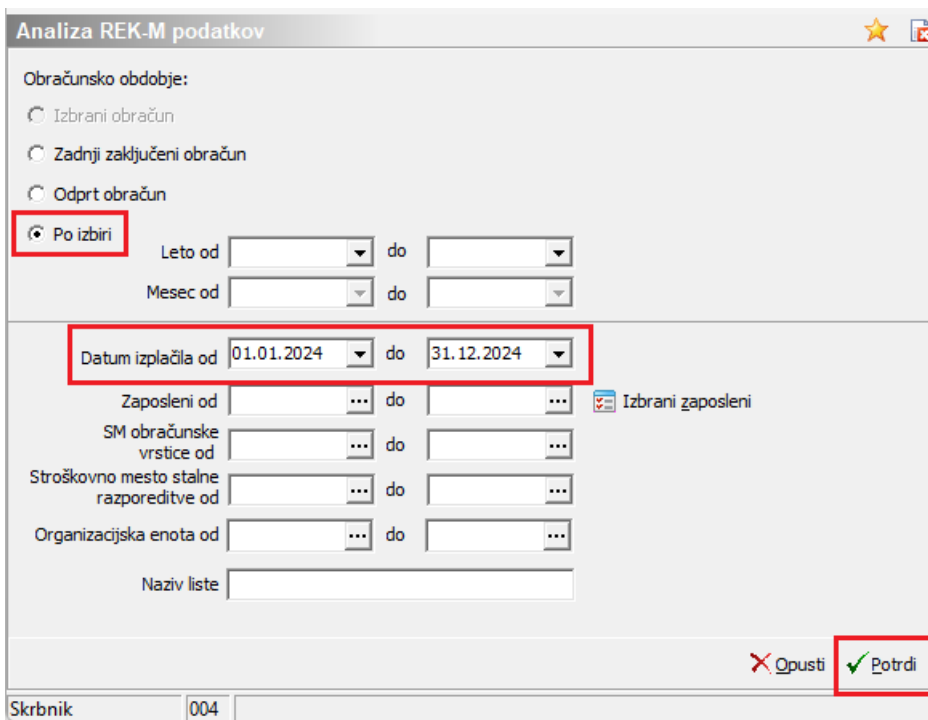 Analiza REK-M podatkov
Obračunsko obdobje:
Izbrani obračun
Zadnji zaključeni obračun
Odprt obračun
Po izbiri
Leto od do
Mesec od do
Datum izplačila od 01.01.2024 do 31.12.2024
Zaposleni od ... do ... Izbrani zaposleni
SM obračunske
vrstice od ... do ...
Stroškovno mesto stalne
razporeditve od ... do ...
Organizacijska enota od ... do ...
Naziv liste
Opusti Potrdi
Skrbnik 004